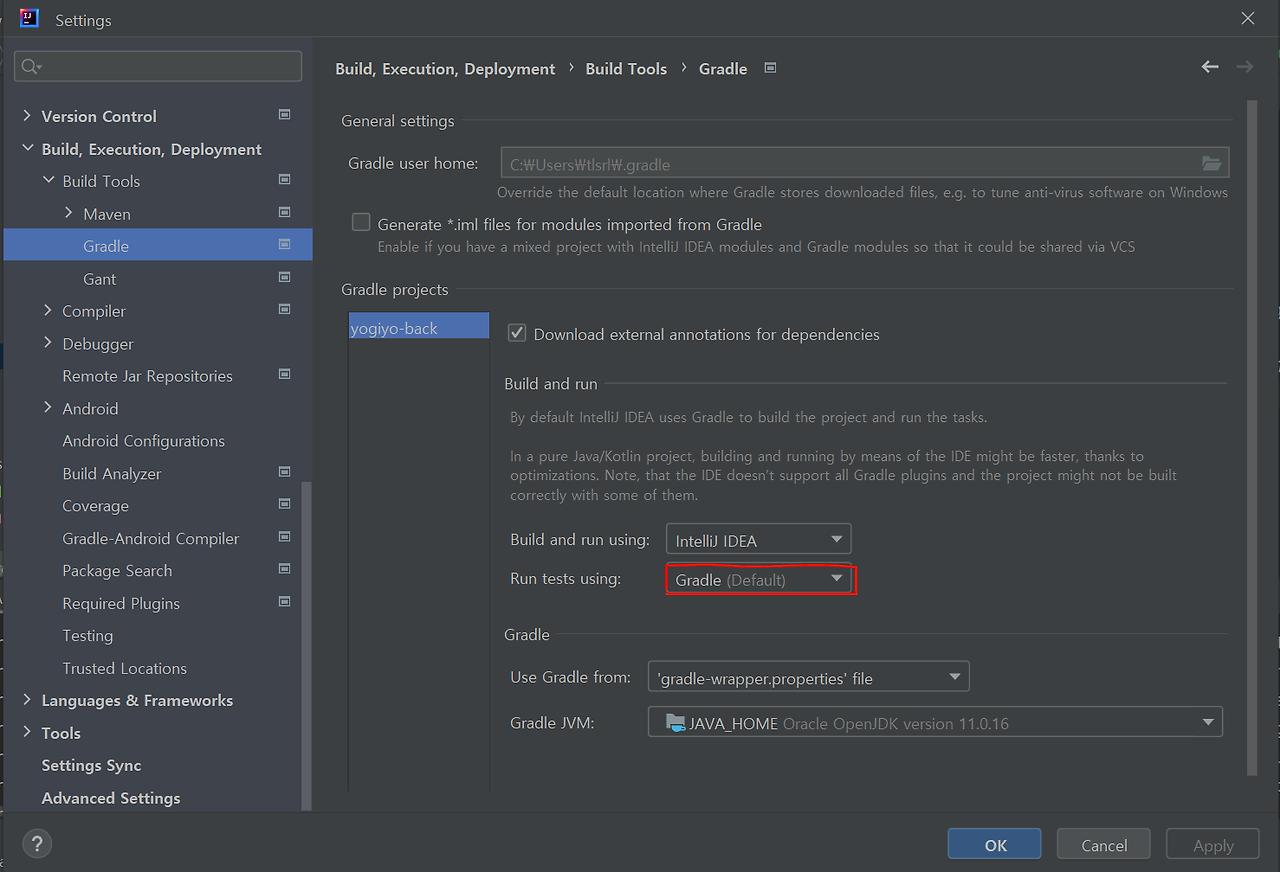 Settings
Build, Execution, Deployment › Build Tools › Gradle
Version Control
Build, Execution, Deployment
Build Tools
Maven
Gradle
Gant
Compiler
Debugger
Remote Jar Repositories
Android
Android Configurations
Build Analyzer
Coverage
Gradle-Android Compiler
Package Search
Required Plugins
Testing
Trusted Locations
Languages & Frameworks
Tools
Settings Sync
Advanced Settings
General settings
Gradle user home: C:₩Users₩tlsrl₩.gradle
Override the default location where Gradle stores downloaded files, e.g. to tune anti-virus software on Windows
Generate *.iml files for modules imported from Gradle
Enable if you have a mixed project with IntelliJ IDEA modules and Gradle modules so that it could be shared via VCS
Gradle projects
yogiyo-back
Download external annotations for dependencies
Build and run
By default IntelliJ IDEA uses Gradle to build the project and run the tasks.
In a pure Java/Kotlin project, building and running by means of the IDE might be faster, thanks to
optimizations. Note, that the IDE doesn't support all Gradle plugins and the project might not be built
correctly with some of them.
Build and run using: IntelliJ IDEA
Run tests using: Gradle (Default)
Gradle
Use Gradle from: 'gradle-wrapper.properties' file
Gradle JVM: JAVA_HOME Oracle OpenJDK version 11.0.16
?
OK
Cancel
Apply